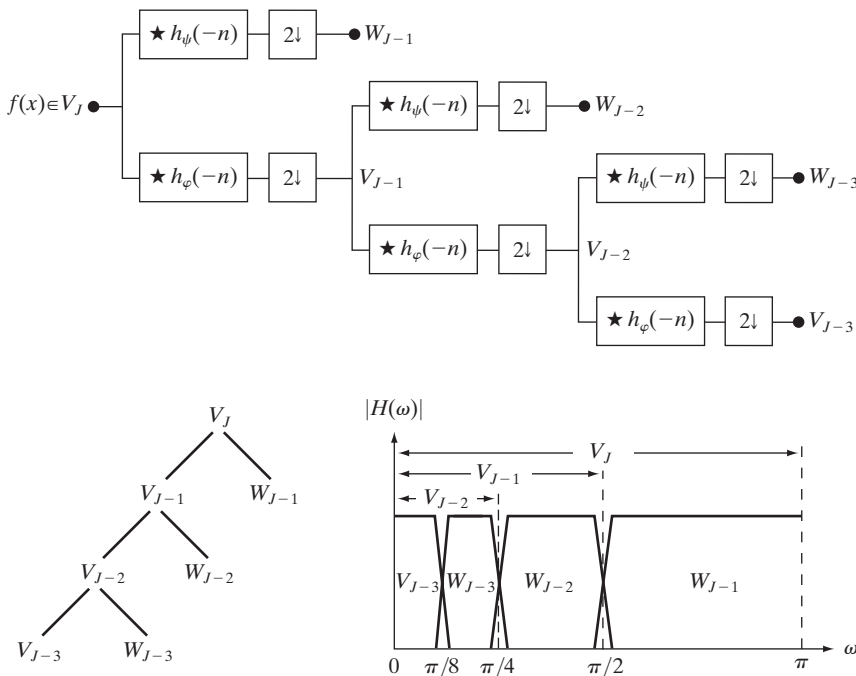 ★ h_ψ(−n) 2↓ W_{J−1}
f(x)∈V_J ★ h_ψ(−n) 2↓ W_{J−2}
★ h_φ(−n) 2↓ V_{J−1} ★ h_ψ(−n) 2↓ W_{J−3}
★ h_φ(−n) 2↓ V_{J−2}
★ h_φ(−n) 2↓ V_{J−3}
V_J
V_{J−1} W_{J−1}
V_{J−2} W_{J−2}
V_{J−3} W_{J−3}
|H(ω)|
V_J
V_{J−1}
V_{J−2}
V_{J−3} W_{J−3} W_{J−2} W_{J−1}
0 π/8 π/4 π/2 π ω